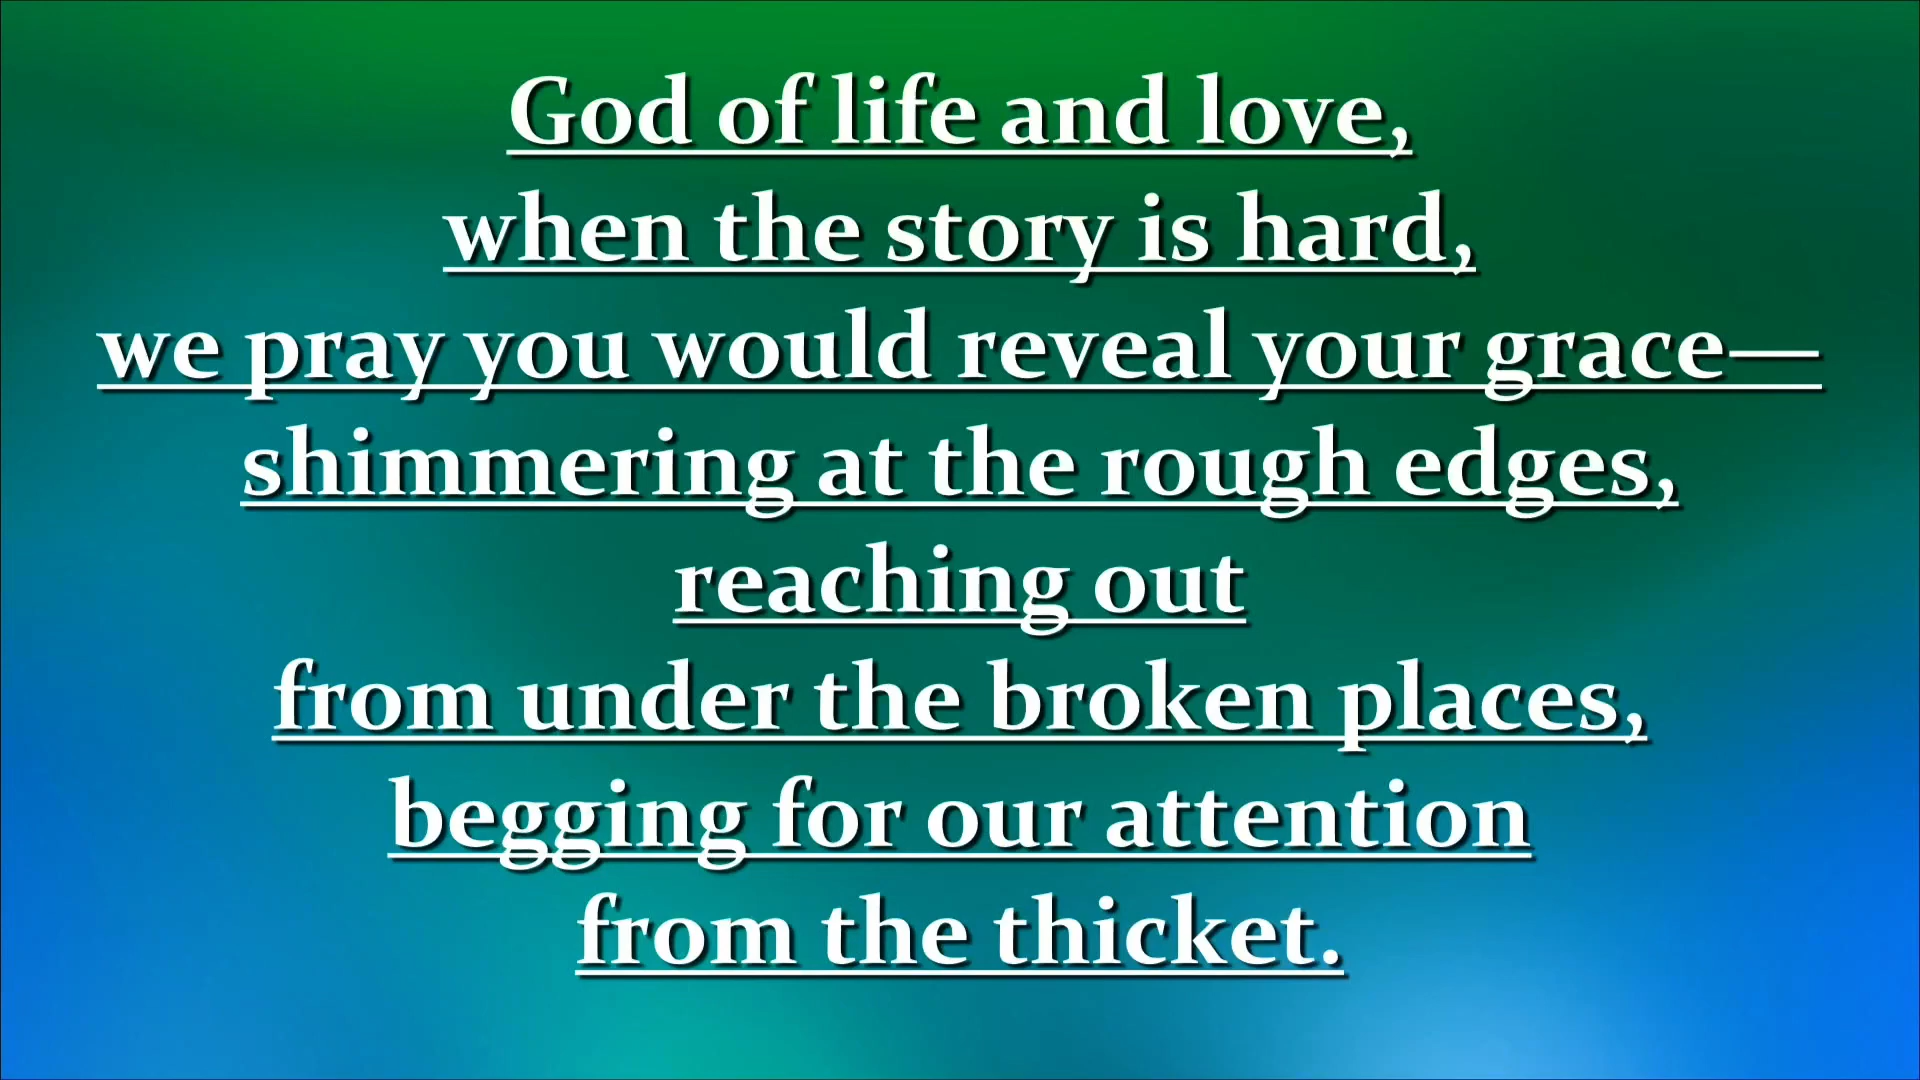 God of life and love,
when the story is hard,
we pray you would reveal your grace—
shimmering at the rough edges,
reaching out
from under the broken places,
begging for our attention
from the thicket.